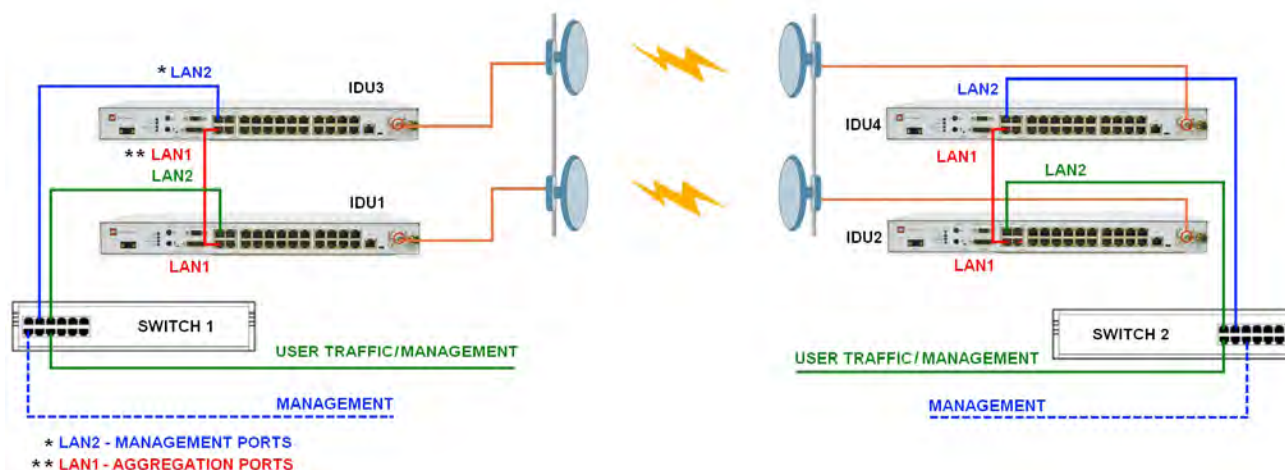 * LAN2
IDU3
** LAN1
LAN2
IDU1
LAN1
SWITCH 1
USER TRAFFIC/MANAGEMENT
MANAGEMENT
* LAN2 - MANAGEMENT PORTS
** LAN1 - AGGREGATION PORTS
LAN2
IDU4
LAN1
LAN2
IDU2
LAN1
SWITCH 2
USER TRAFFIC/MANAGEMENT
MANAGEMENT